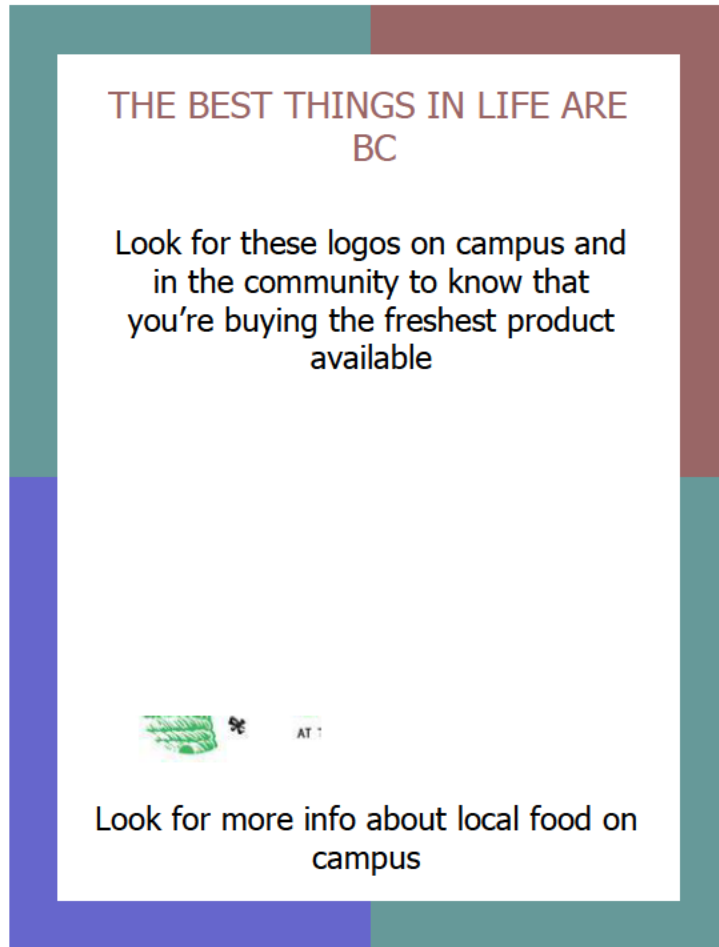 THE BEST THINGS IN LIFE ARE
BC
Look for these logos on campus and
in the community to know that
you’re buying the freshest product
available
AT
Look for more info about local food on
campus